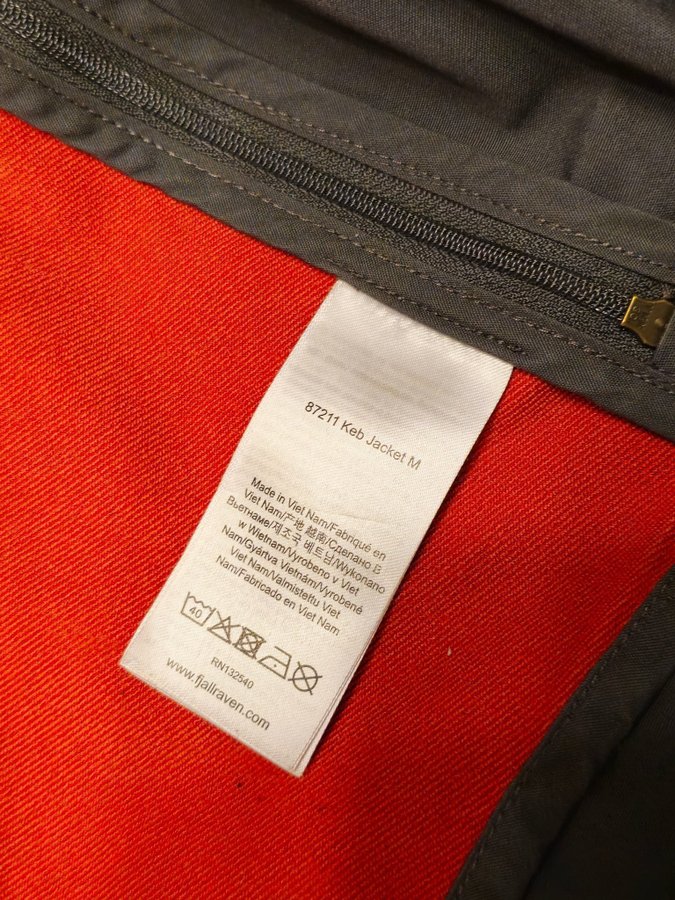 87211 Keb Jacket M
Made in Viet Nam/Fabriqué en
Viet Nam/产地 越南/Сделано В
Вьетнаме/제조국 베트남/Wykonano
w Wietnam/Vyrobeno v Viet
Nam/Gyártva Vietnám/Vyrobené
Viet Nam/Valmistettu Viet
Nam/Fabricado en Viet Nam
40
RN132540
www.fjallraven.com